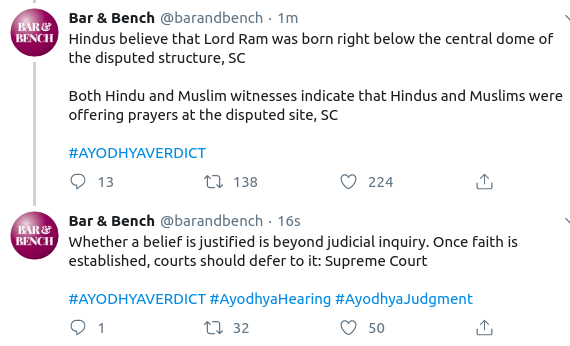 BAR &
BENCH
Bar & Bench @barandbench · 1m
Hindus believe that Lord Ram was born right below the central dome of
the disputed structure, SC
Both Hindu and Muslim witnesses indicate that Hindus and Muslims were
offering prayers at the disputed site, SC
#AYODHYAVERDICT
13 138 224
BAR &
BENCH
Bar & Bench @barandbench · 16s
Whether a belief is justified is beyond judicial inquiry. Once faith is
established, courts should defer to it: Supreme Court
#AYODHYAVERDICT #AyodhyaHearing #AyodhyaJudgment
1 32 50